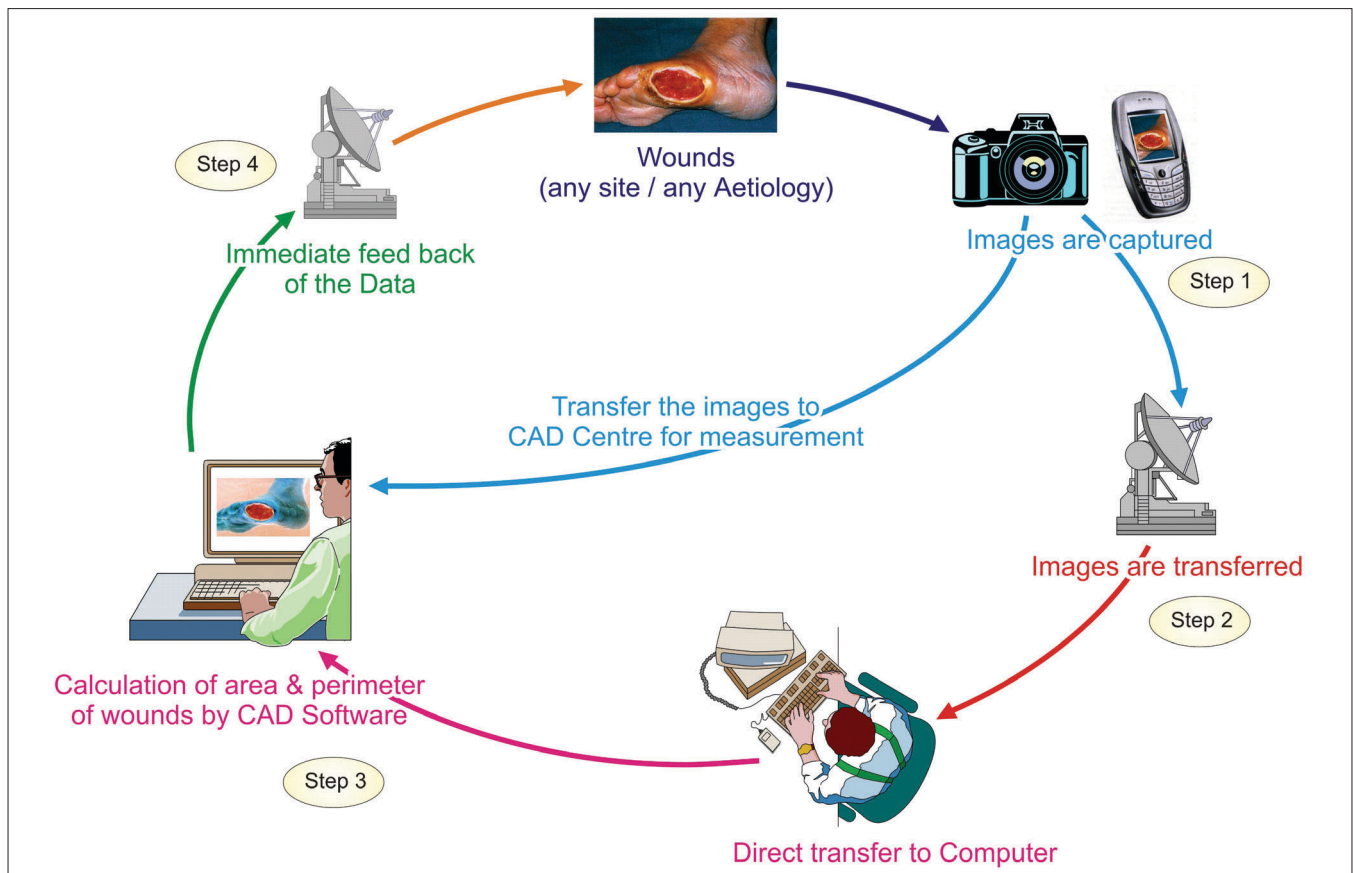 Wounds
(any site / any Aetiology)
Images are captured
Step 1
Images are transferred
Step 2
Direct transfer to Computer
Transfer the images to
CAD Centre for measurement
Calculation of area & perimeter
of wounds by CAD Software
Step 3
Immediate feed back
of the Data
Step 4